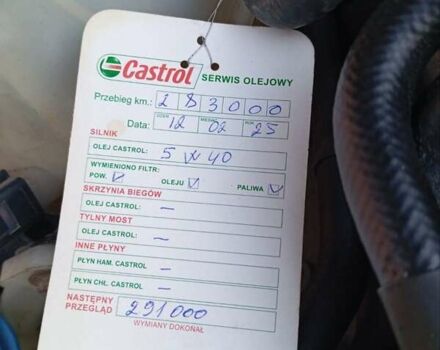 Castrol SERWIS OLEJOWY
Przebieg km.: 283000
DZIEŃ MIESIĄC ROK
Data: 12 02 25
SILNIK
OLEJ CASTROL: 5W40
WYMIENIONO FILTR:
POW. ✓ OLEJU ✓ PALIWA ✓
SKRZYNIA BIEGÓW
OLEJ CASTROL: —
TYLNY MOST
OLEJ CASTROL: —
INNE PŁYNY
PŁYN HAM. CASTROL —
PŁYN CHŁ. CASTROL —
NASTĘPNY PRZEGLĄD 291000
WYMIANY DOKONAŁ